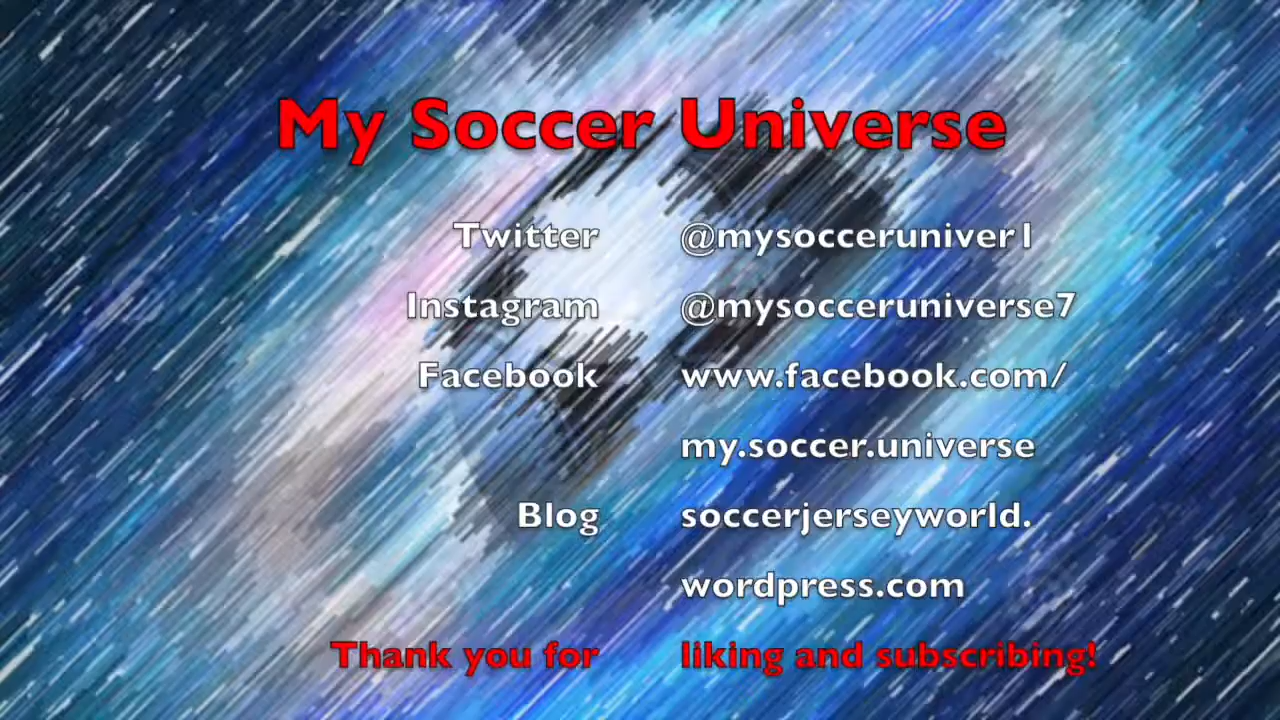 My Soccer Universe
Twitter @mysocceruniver1
Instagram @mysocceruniverse7
Facebook www.facebook.com/
my.soccer.universe
Blog soccerjerseyworld.
wordpress.com
Thank you for liking and subscribing!